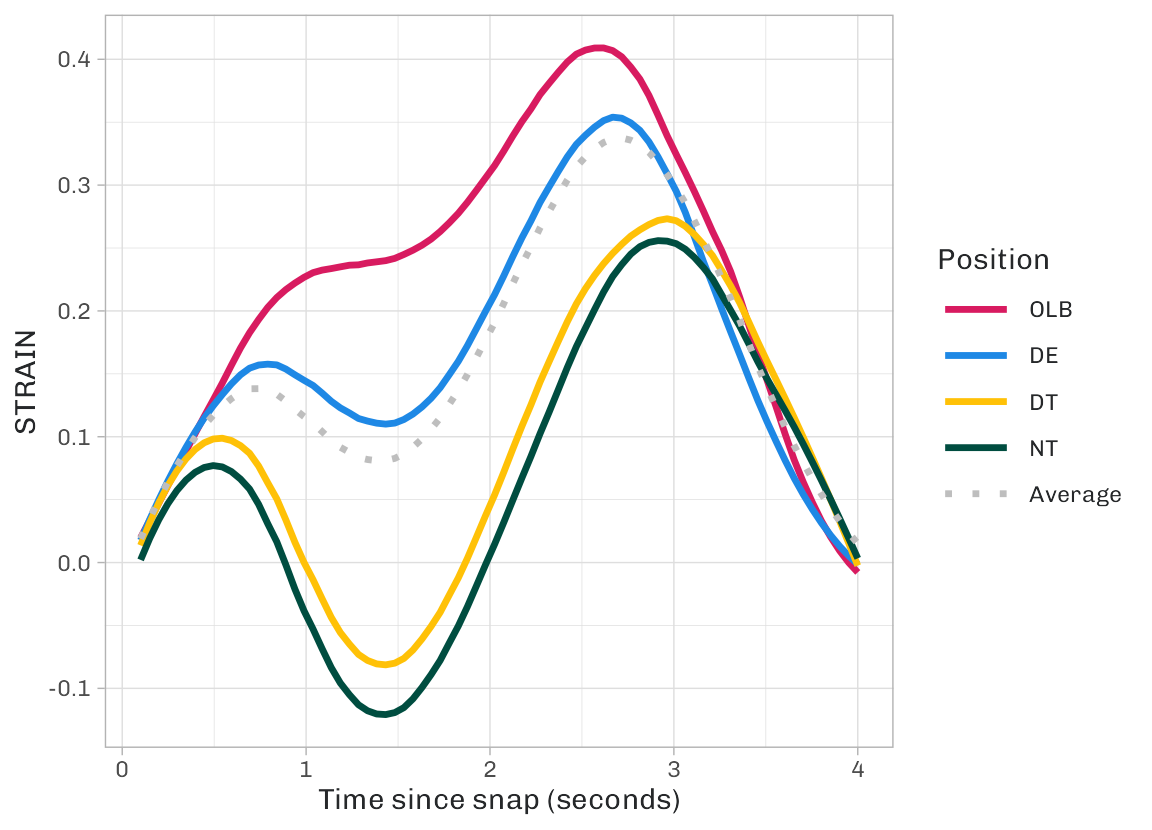 0.4
0.3
0.2
0.1
0.0
-0.1
STRAIN
0
1
2
3
4
Time since snap (seconds)
Position
OLB
DE
DT
NT
Average